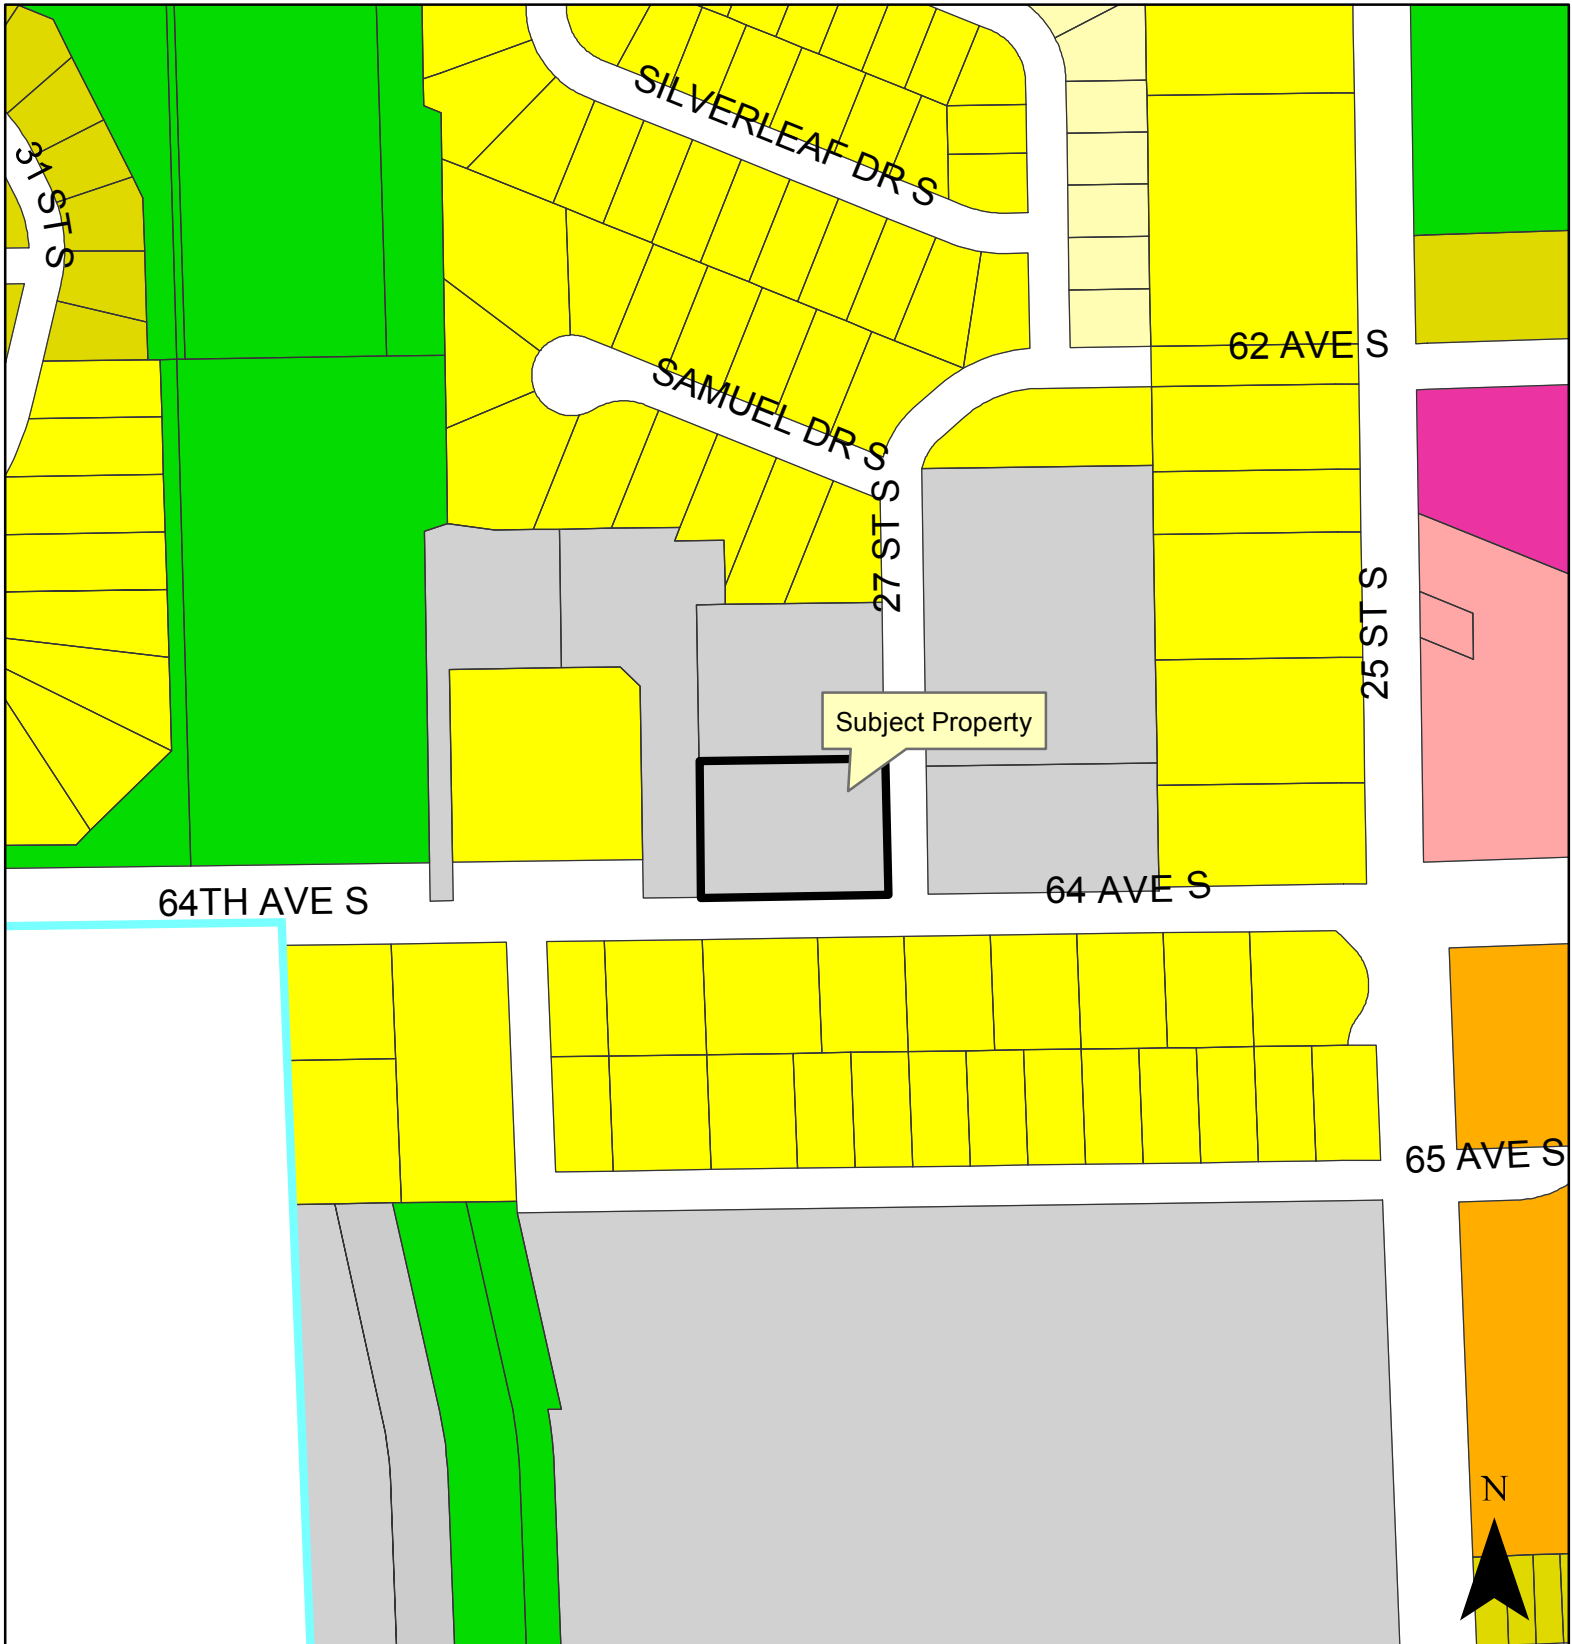 SILVERLEAF DR S
31 ST S
62 AVE S
SAMUEL DR S
27 ST S
25 ST S
Subject Property
64TH AVE S
64 AVE S
65 AVE S
N